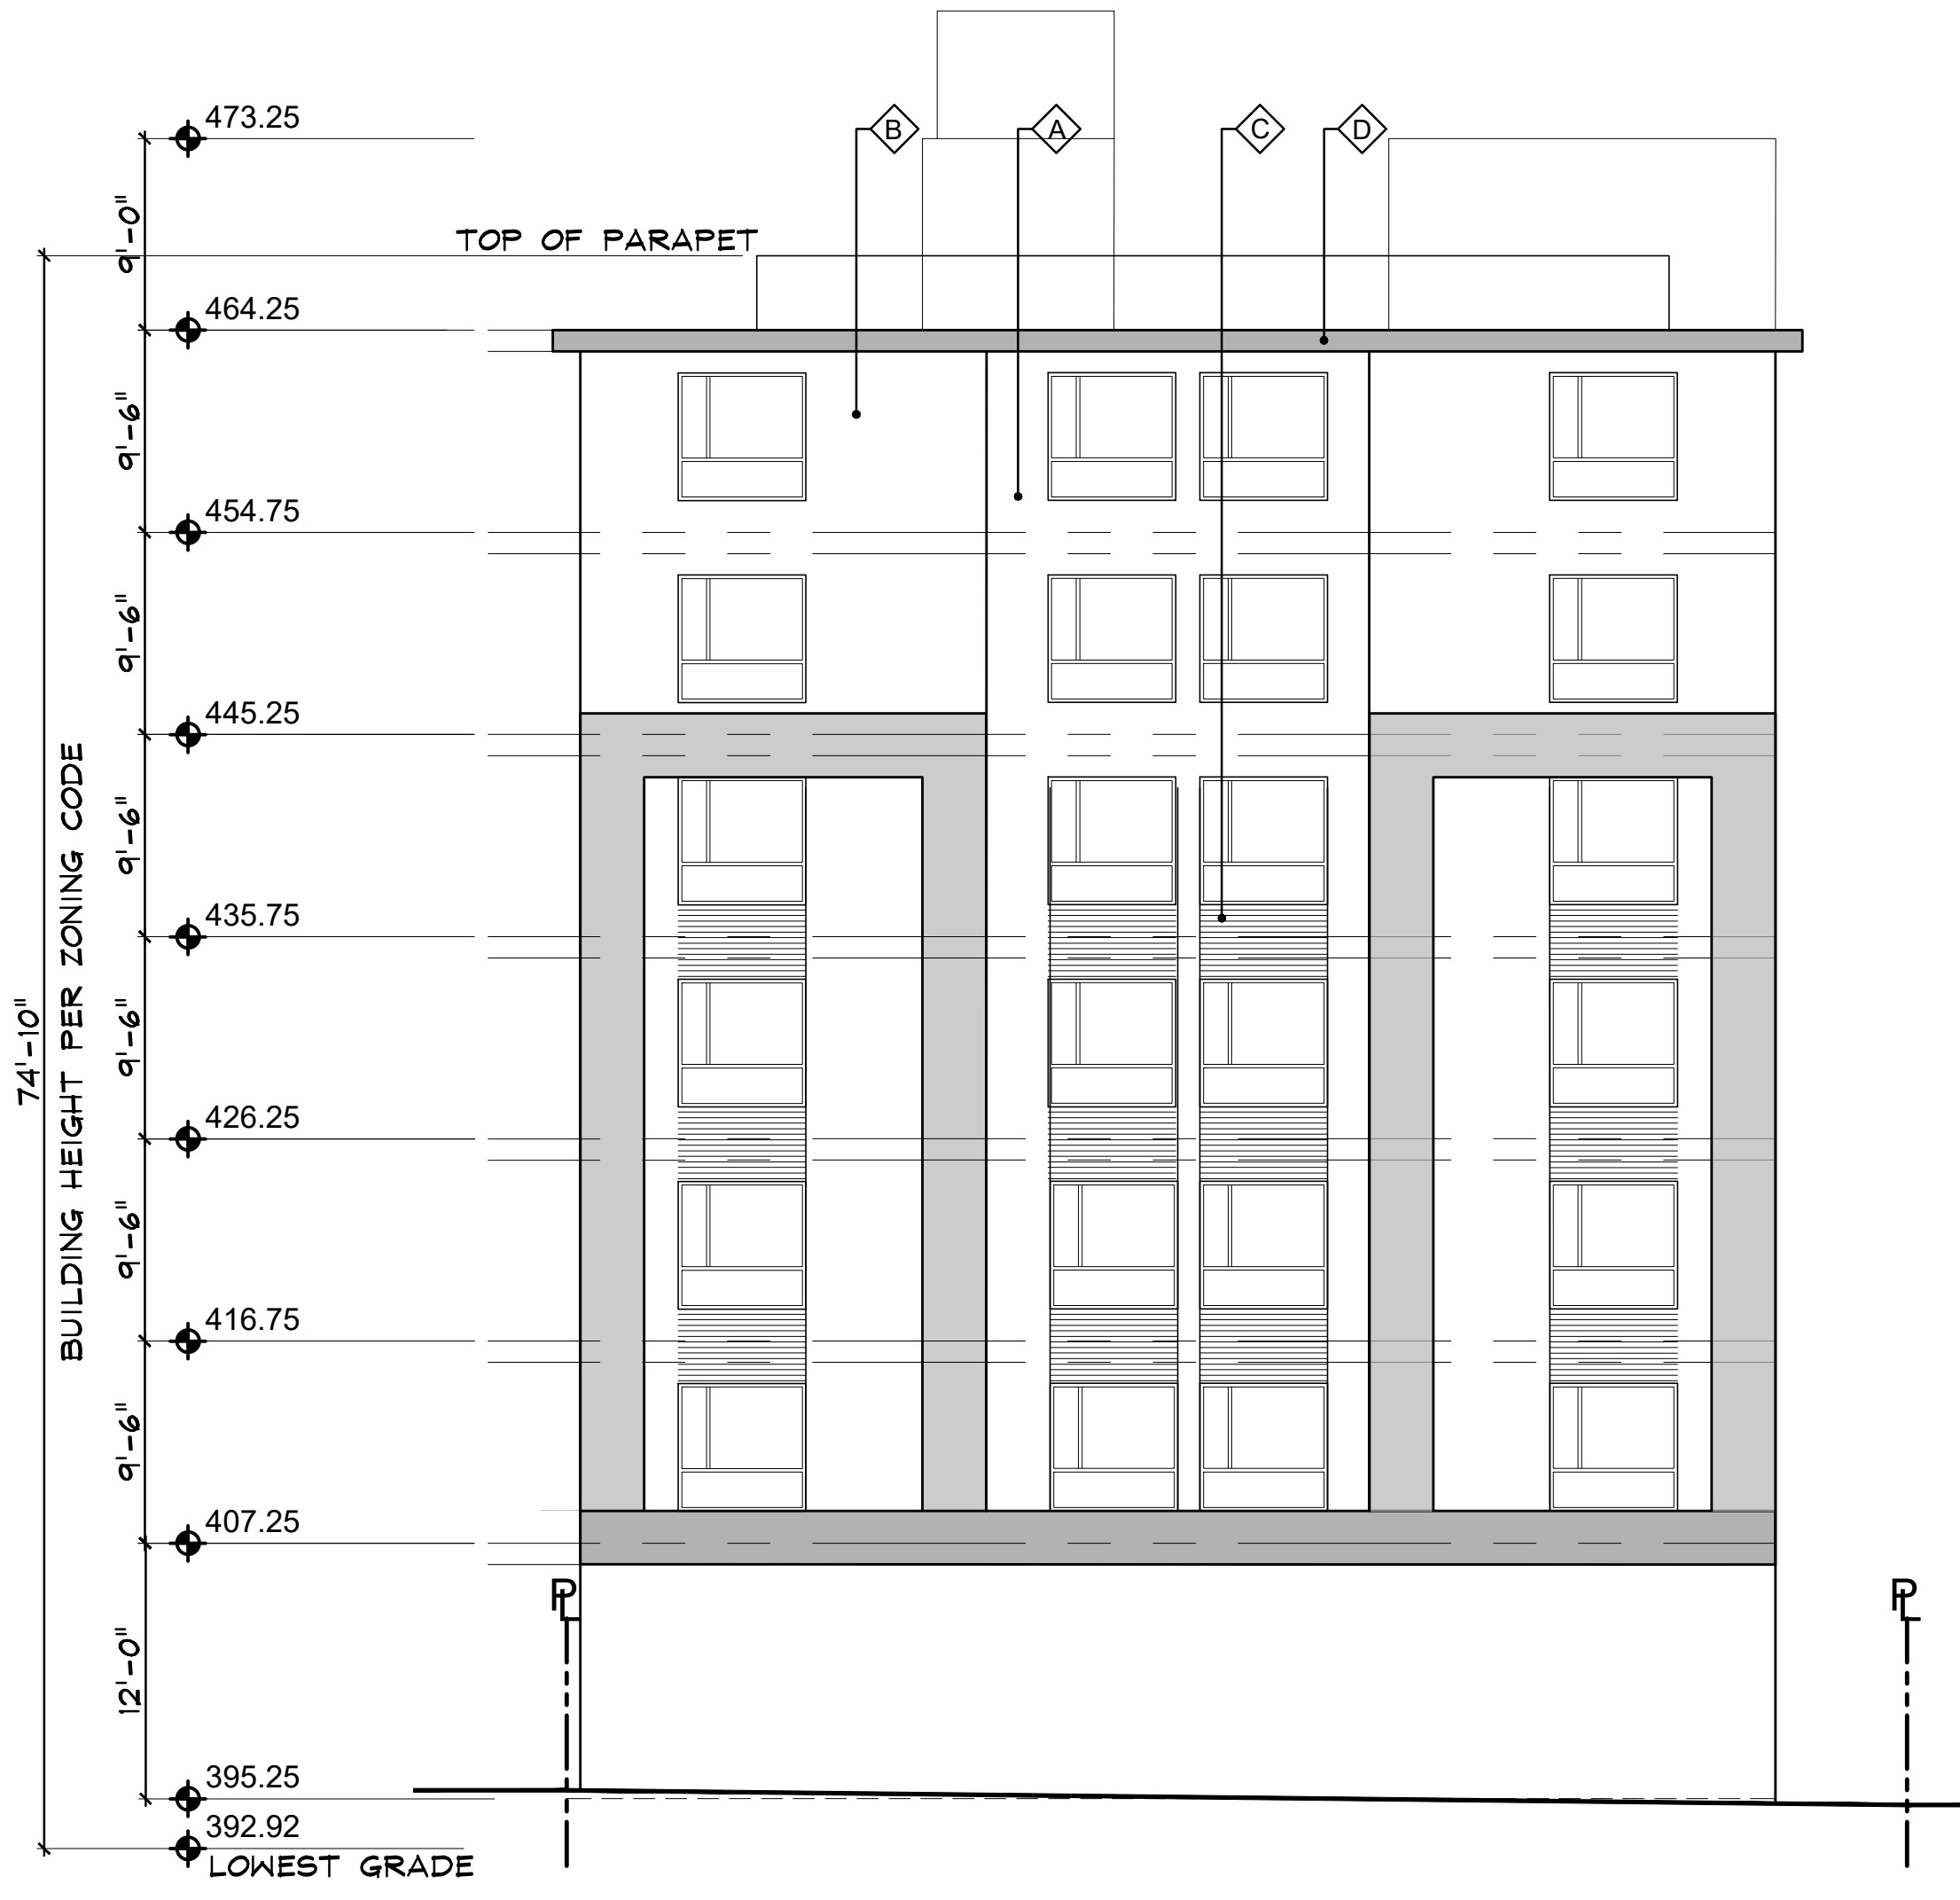 473.25
B
A
C
D
9'-0"
TOP OF PARAPET
464.25
9'-6"
454.75
9'-6"
445.25
9'-6"
435.75
9'-6"
426.25
9'-6"
416.75
9'-6"
407.25
74'-10"
BUILDING HEIGHT PER ZONING CODE
PL
PL
12'-0"
395.25
392.92
LOWEST GRADE